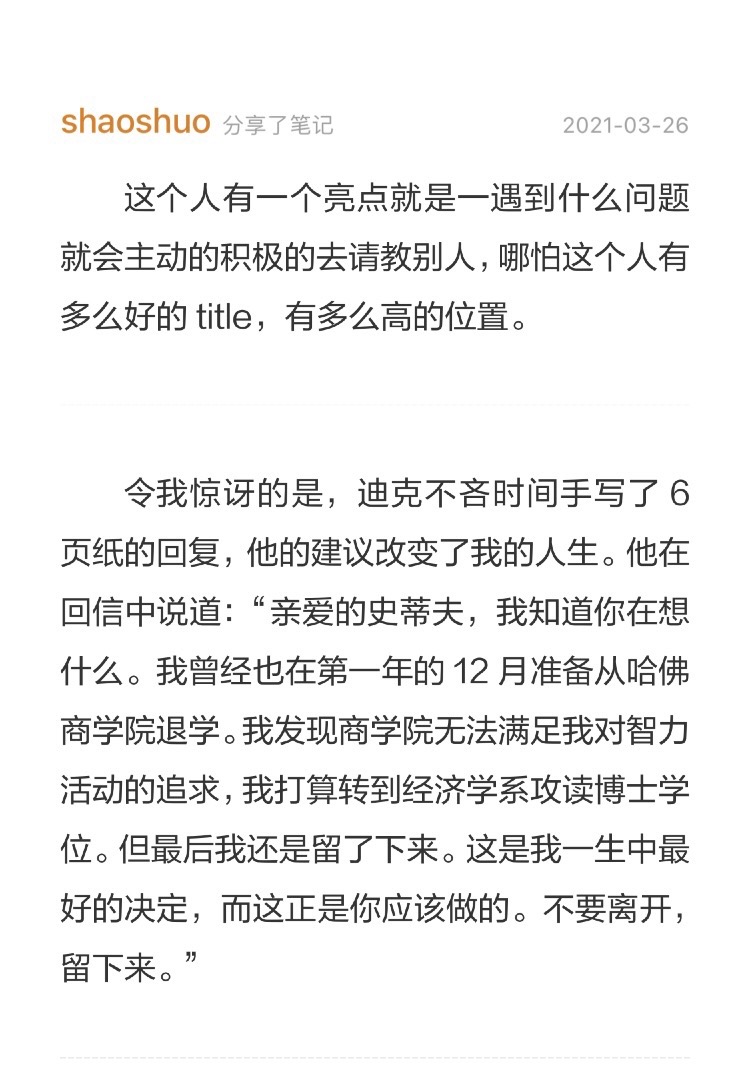 shaoshuo 分享了笔记 2021-03-26
这个人有一个亮点就是一遇到什么问题
就会主动的积极的去请教别人，哪怕这个人有
多么好的 title，有多么高的位置。
令我惊讶的是，迪克不吝时间手写了 6
页纸的回复，他的建议改变了我的人生。他在
回信中说道：“亲爱的史蒂夫，我知道你在想
什么。我曾经也在第一年的 12 月准备从哈佛
商学院退学。我发现商学院无法满足我对智力
活动的追求，我打算转到经济学系攻读博士学
位。但最后我还是留了下来。这是我一生中最
好的决定，而这正是你应该做的。不要离开，
留下来。”